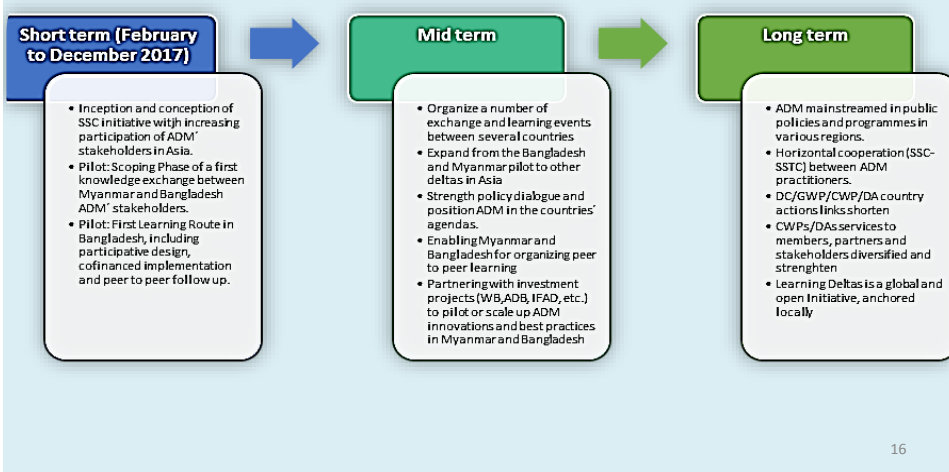 Short term (February
to December 2017)
• Inception and conception of
SSC initiative witjh increasing
participation of ADM´
stakeholders in Asia.
• Pilot: Scoping Phase of a first
knowledge exchange between
Myanmar and Bangladesh
ADM´ stakeholders.
• Pilot: First Learning Route in
Bangladesh, including
participative design,
cofinanced implementation
and peer to peer follow up.
Mid term
• Organize a number of
exchange and learning events
between several countries
• Expand from the Bangladesh
and Myanmar pilot to other
deltas in Asia
• Strength policy dialogue and
position ADM in the countries´
agendas.
• Enabling Myanmar and
Bangladesh for organizing peer
to peer learning
• Partnering with investment
projects (WB,ADB, IFAD, etc.)
to pilot or scale up ADM
innovations and best practices
in Myanmar and Bangladesh
Long term
• ADM mainstreamed in public
policies and programmes in
various regions.
• Horizontal cooperation (SSC-
SSTC) between ADM
practitioners.
• DC/GWP/CWP/DA country
actions links shorten
• CWPs/DAs services to
members, partners and
stakeholders diversified and
strenghten
• Learning Deltas is a global and
open Initiative, anchored
locally
16